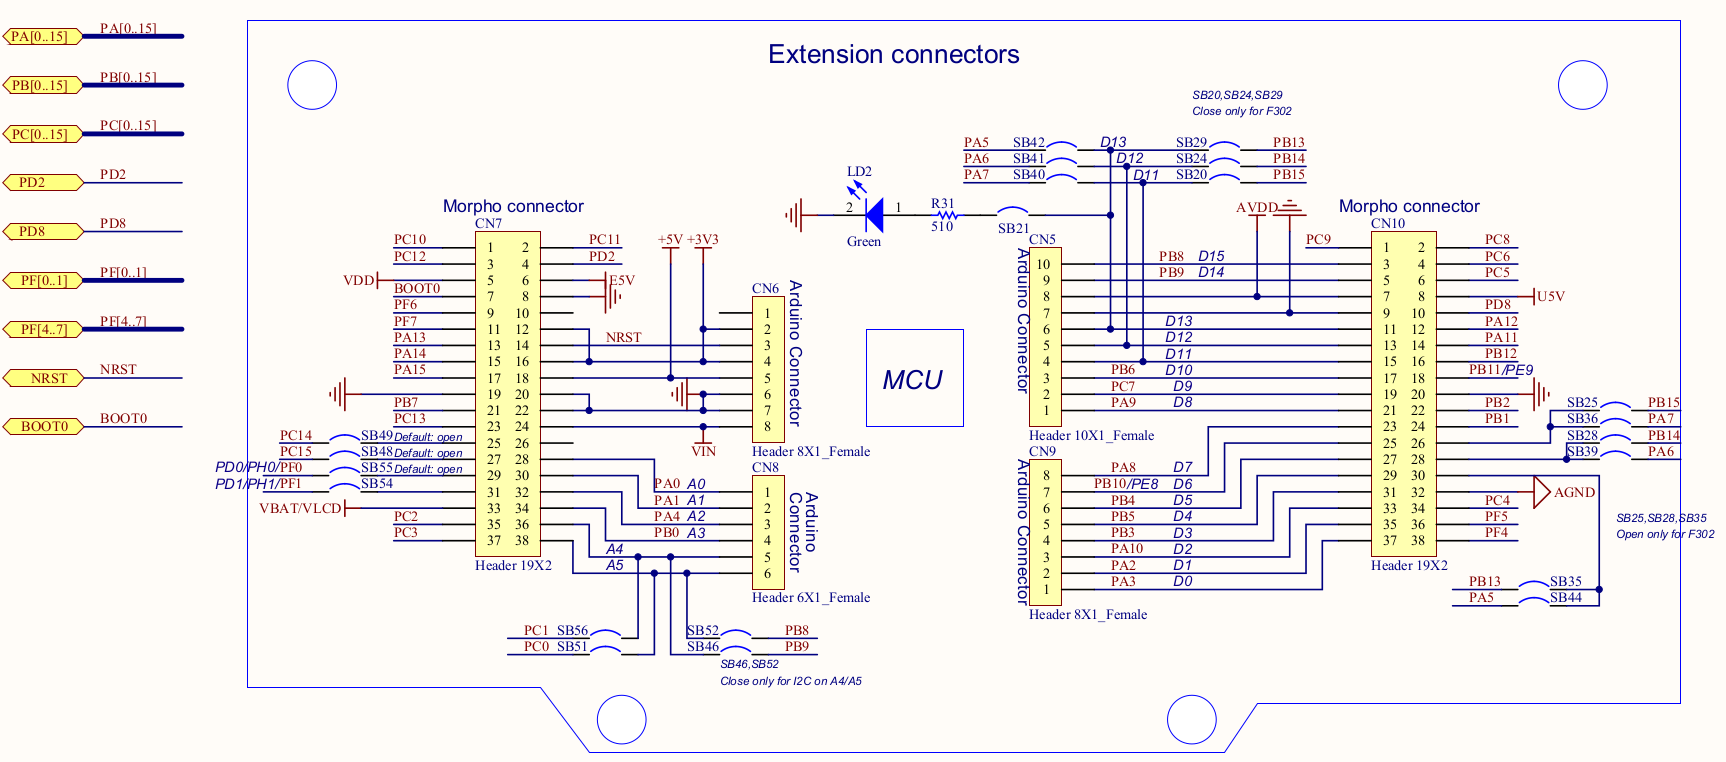 Extension connectors
PA[0..15] PA[0..15]
PB[0..15] PB[0..15]
PC[0..15] PC[0..15]
PD2 PD2
PD8 PD8
PF[0..1] PF[0..1]
PF[4..7] PF[4..7]
NRST NRST
BOOT0 BOOT0
SB20,SB24,SB29
Close only for F302
PA5 SB42 D13 SB29 PB13
PA6 SB41 D12 SB24 PB14
PA7 SB40 D11 SB20 PB15
LD2
2 1 R31
510
Green
SB21
Morpho connector
CN7
PC10 1 2 PC11
PC12 3 4 PD2
VDD 5 6 E5V
BOOT0 7 8
PF6 9 10
PF7 11 12
PA13 13 14 NRST
PA14 15 16
PA15 17 18
19 20
PB7 21 22
PC13 23 24
PC14 SB49 Default: open 25 26
PC15 SB48 Default: open 27 28
PD0/PH0/PF0 SB55 Default: open 29 30
PD1/PH1/PF1 SB54 31 32
VBAT/VLCD 33 34
PC2 35 36
PC3 37 38
Header 19X2
+5V +3V3
CN6
1
2
3
4
5
6
7
8
Arduino Connector
VIN
Header 8X1_Female
CN8
PA0 A0 1
PA1 A1 2
PA4 A2 3
PB0 A3 4
A4 5
A5 6
Arduino
Connector
Header 6X1_Female
PC1 SB56 SB52 PB8
PC0 SB51 SB46 PB9
SB46,SB52
Close only for I2C on A4/A5
MCU
CN5
Arduino Connector
10 PB8 D15
9 PB9 D14
8
7
6 D13
5 D12
4 D11
3 PB6 D10
2 PC7 D9
1 PA9 D8
Header 10X1_Female
CN9
Arduino Connector
8 PA8 D7
7 PB10/PE8 D6
6 PB4 D5
5 PB5 D4
4 PB3 D3
3 PA10 D2
2 PA2 D1
1 PA3 D0
Header 8X1_Female
AVDD
Morpho connector
CN10
PC9 1 2 PC8
3 4 PC6
5 6 PC5
7 8 U5V
9 10 PD8
11 12 PA12
13 14 PA11
15 16 PB12
17 18 PB11/PE9
19 20
21 22 PB2
23 24 PB1
25 26
27 28
29 30
31 32 AGND
33 34 PC4
35 36 PF5
37 38 PF4
Header 19X2
SB25 PB15
SB36 PA7
SB28 PB14
SB39 PA6
SB25,SB28,SB35
Open only for F302
PB13 SB35
PA5 SB44